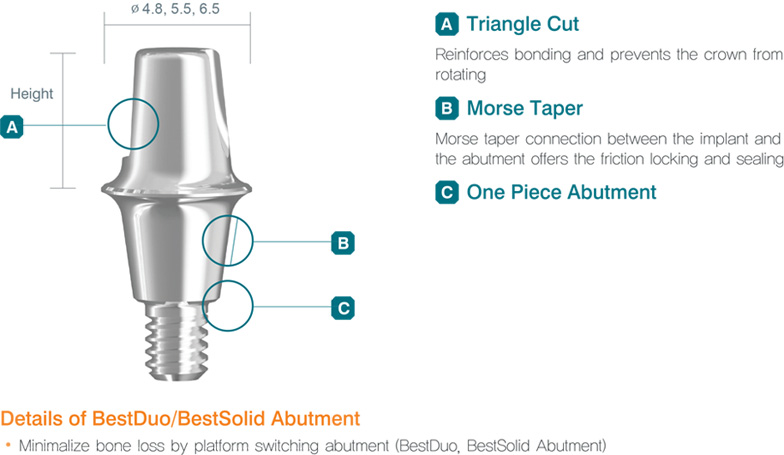 ø 4.8, 5.5, 6.5
Height
A
B
C
A Triangle Cut
Reinforces bonding and prevents the crown from
rotating
B Morse Taper
Morse taper connection between the implant and
the abutment offers the friction locking and sealing
C One Piece Abutment
Details of BestDuo/BestSolid Abutment
• Minimalize bone loss by platform switching abutment (BestDuo, BestSolid Abutment)